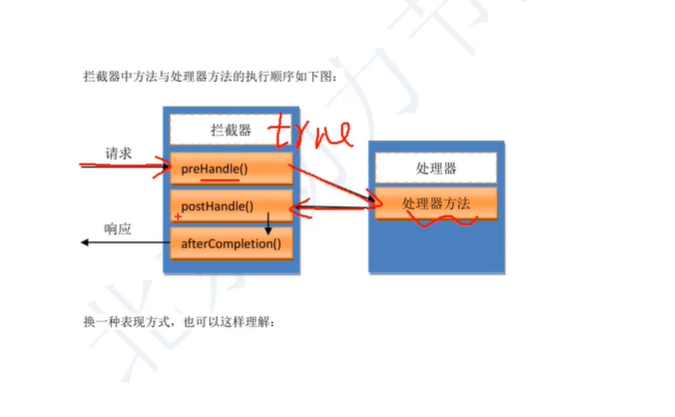 拦截器中方法与处理器方法的执行顺序如下图：
拦截器
true
请求
preHandle()
处理器
postHandle()
处理器方法
响应
afterCompletion()
换一种表现方式，也可以这样理解：